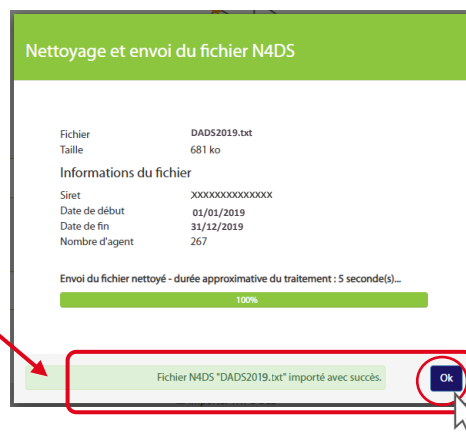 Nettoyage et envoi du fichier N4DS
Fichier DADS2019.txt
Taille 681 ko
Informations du fichier
Siret XXXXXXXXXXXXXX
Date de début 01/01/2019
Date de fin 31/12/2019
Nombre d'agent 267
Envoi du fichier nettoyé - durée approximative du traitement : 5 seconde(s)...
100%
Fichier N4DS "DADS2019.txt" importé avec succès.
Ok